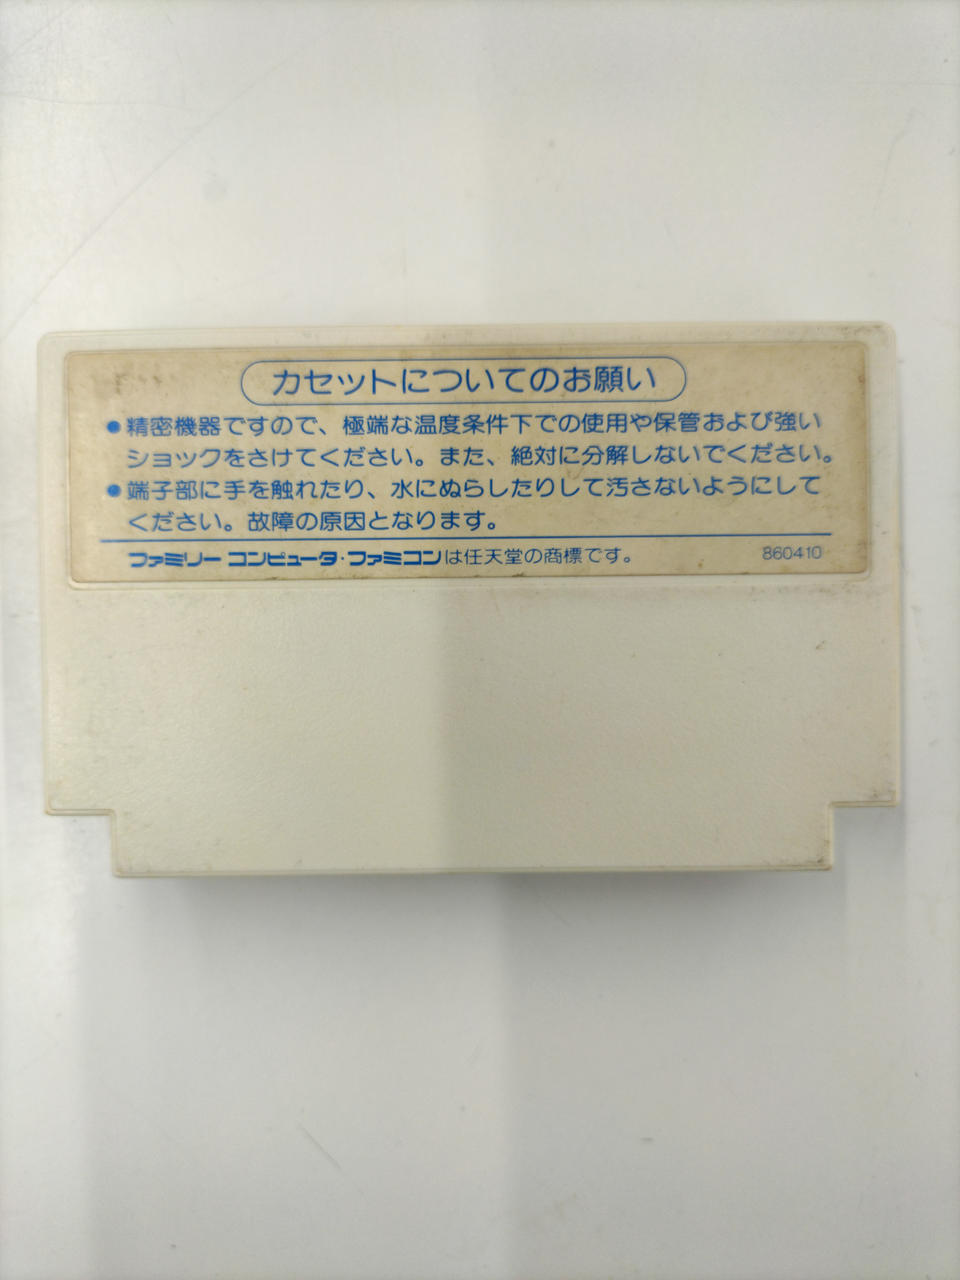 カセットについてのお願い
●精密機器ですので、極端な温度条件下での使用や保管および強い
ショックをさけてください。また、絶対に分解しないでください。
●端子部に手を触れたり、水にぬらしたりして汚さないようにして
ください。故障の原因となります。
ファミリー コンピュータ・ファミコンは任天堂の商標です。 860410